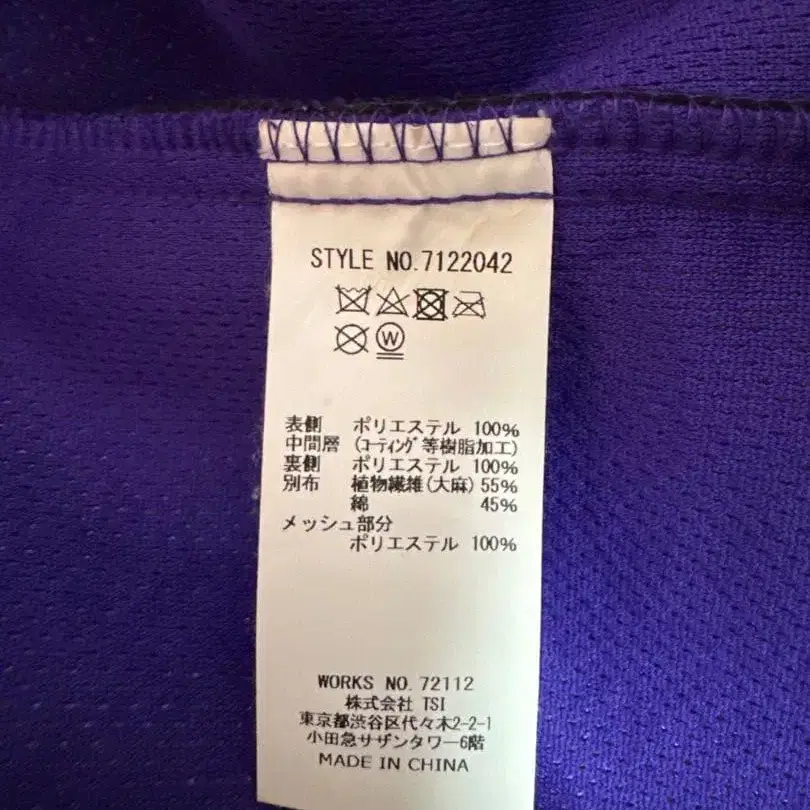 STYLE NO.7122042
W
表側 ポリエステル 100%
中間層 (ｺｰﾃｨﾝｸﾞ等樹脂加工)
裏側 ポリエステル 100%
別布 植物繊維(大麻) 55%
綿 45%
メッシュ部分
ポリエステル 100%
WORKS NO. 72112
株式会社 TSI
東京都渋谷区代々木2-2-1
小田急サザンタワー6階
MADE IN CHINA